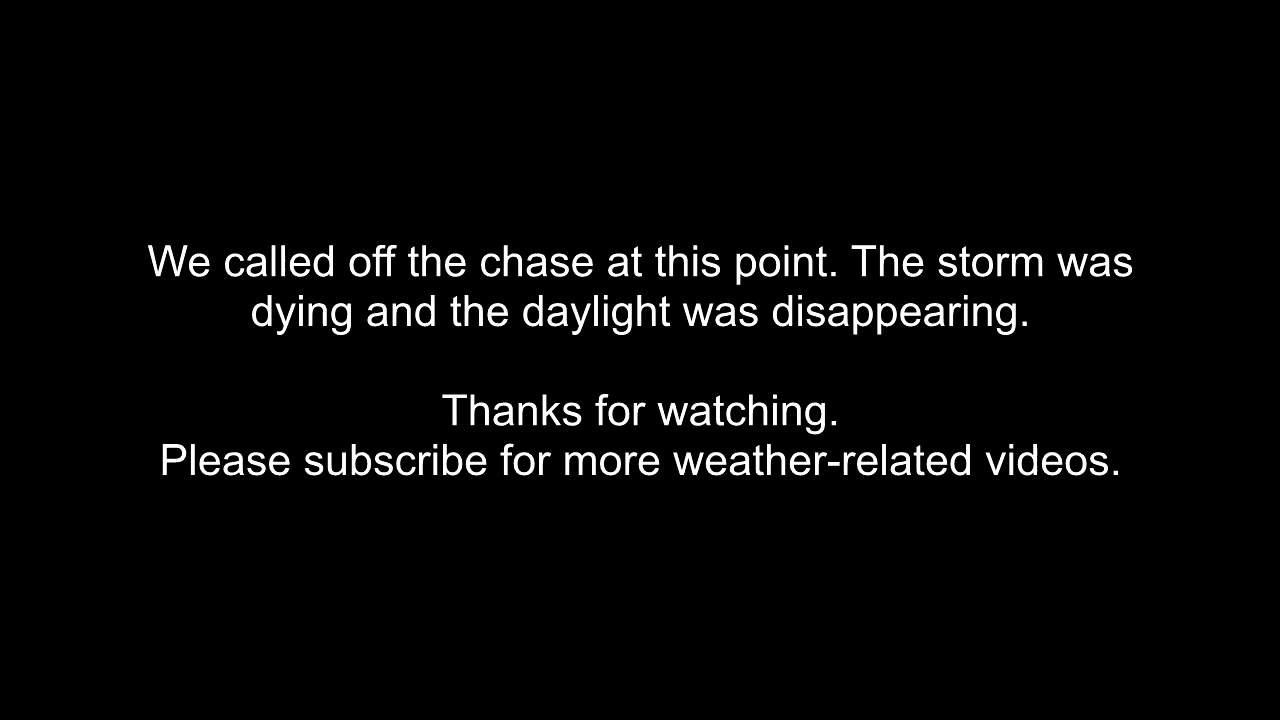 We called off the chase at this point. The storm was
dying and the daylight was disappearing.
Thanks for watching.
Please subscribe for more weather-related videos.